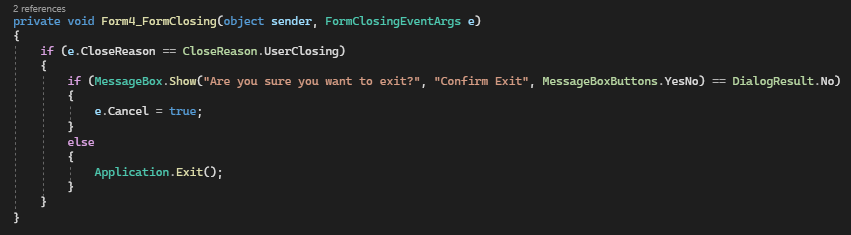 2 references
private void Form4_FormClosing(object sender, FormClosingEventArgs e)
{
    if (e.CloseReason == CloseReason.UserClosing)
    {
        if (MessageBox.Show("Are you sure you want to exit?", "Confirm Exit", MessageBoxButtons.YesNo) == DialogResult.No)
        {
            e.Cancel = true;
        }
        else
        {
            Application.Exit();
        }
    }
}